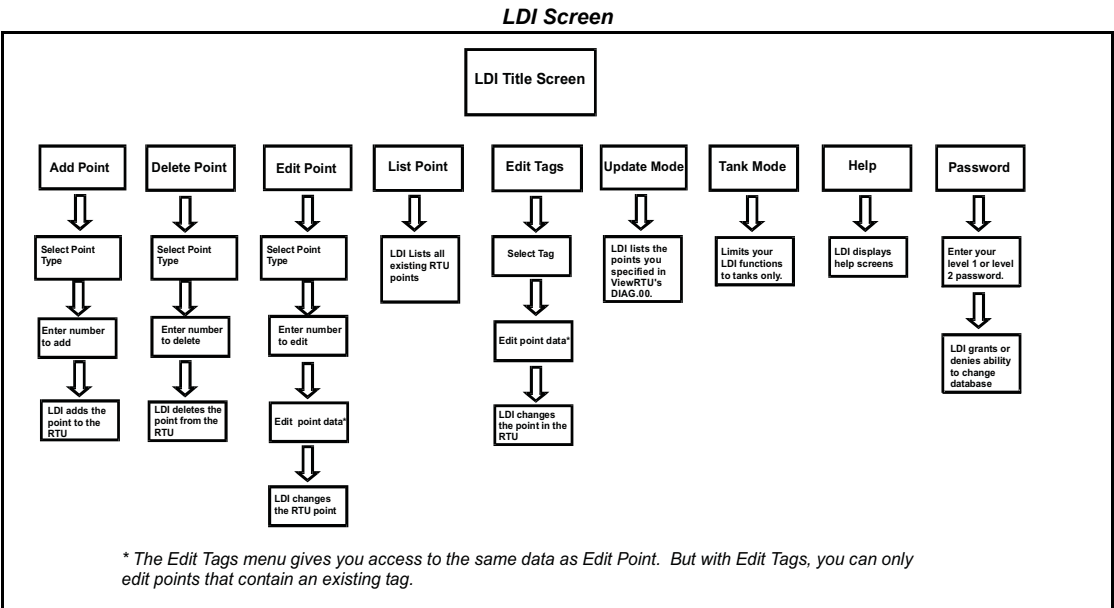 LDI Screen
LDI Title Screen
Add Point
Delete Point
Edit Point
List Point
Edit Tags
Update Mode
Tank Mode
Help
Password
Select Point
Type
Select Point
Type
Select Point
Type
LDI Lists all
existing RTU
points
Select Tag
LDI lists the
points you
specified in
ViewRTU's
DIAG.00.
Limits your
LDI functions
to tanks only.
LDI displays
help screens
Enter your
level 1 or level
2 password.
Enter number
to add
Enter number
to delete
Enter number
to edit
Edit point data*
LDI grants or
denies ability
to change
database
LDI adds the
point to the
RTU
LDI deletes the
point from the
RTU
Edit point data*
LDI changes
the point in the
RTU
LDI changes
the RTU point
* The Edit Tags menu gives you access to the same data as Edit Point. But with Edit Tags, you can only
edit points that contain an existing tag.